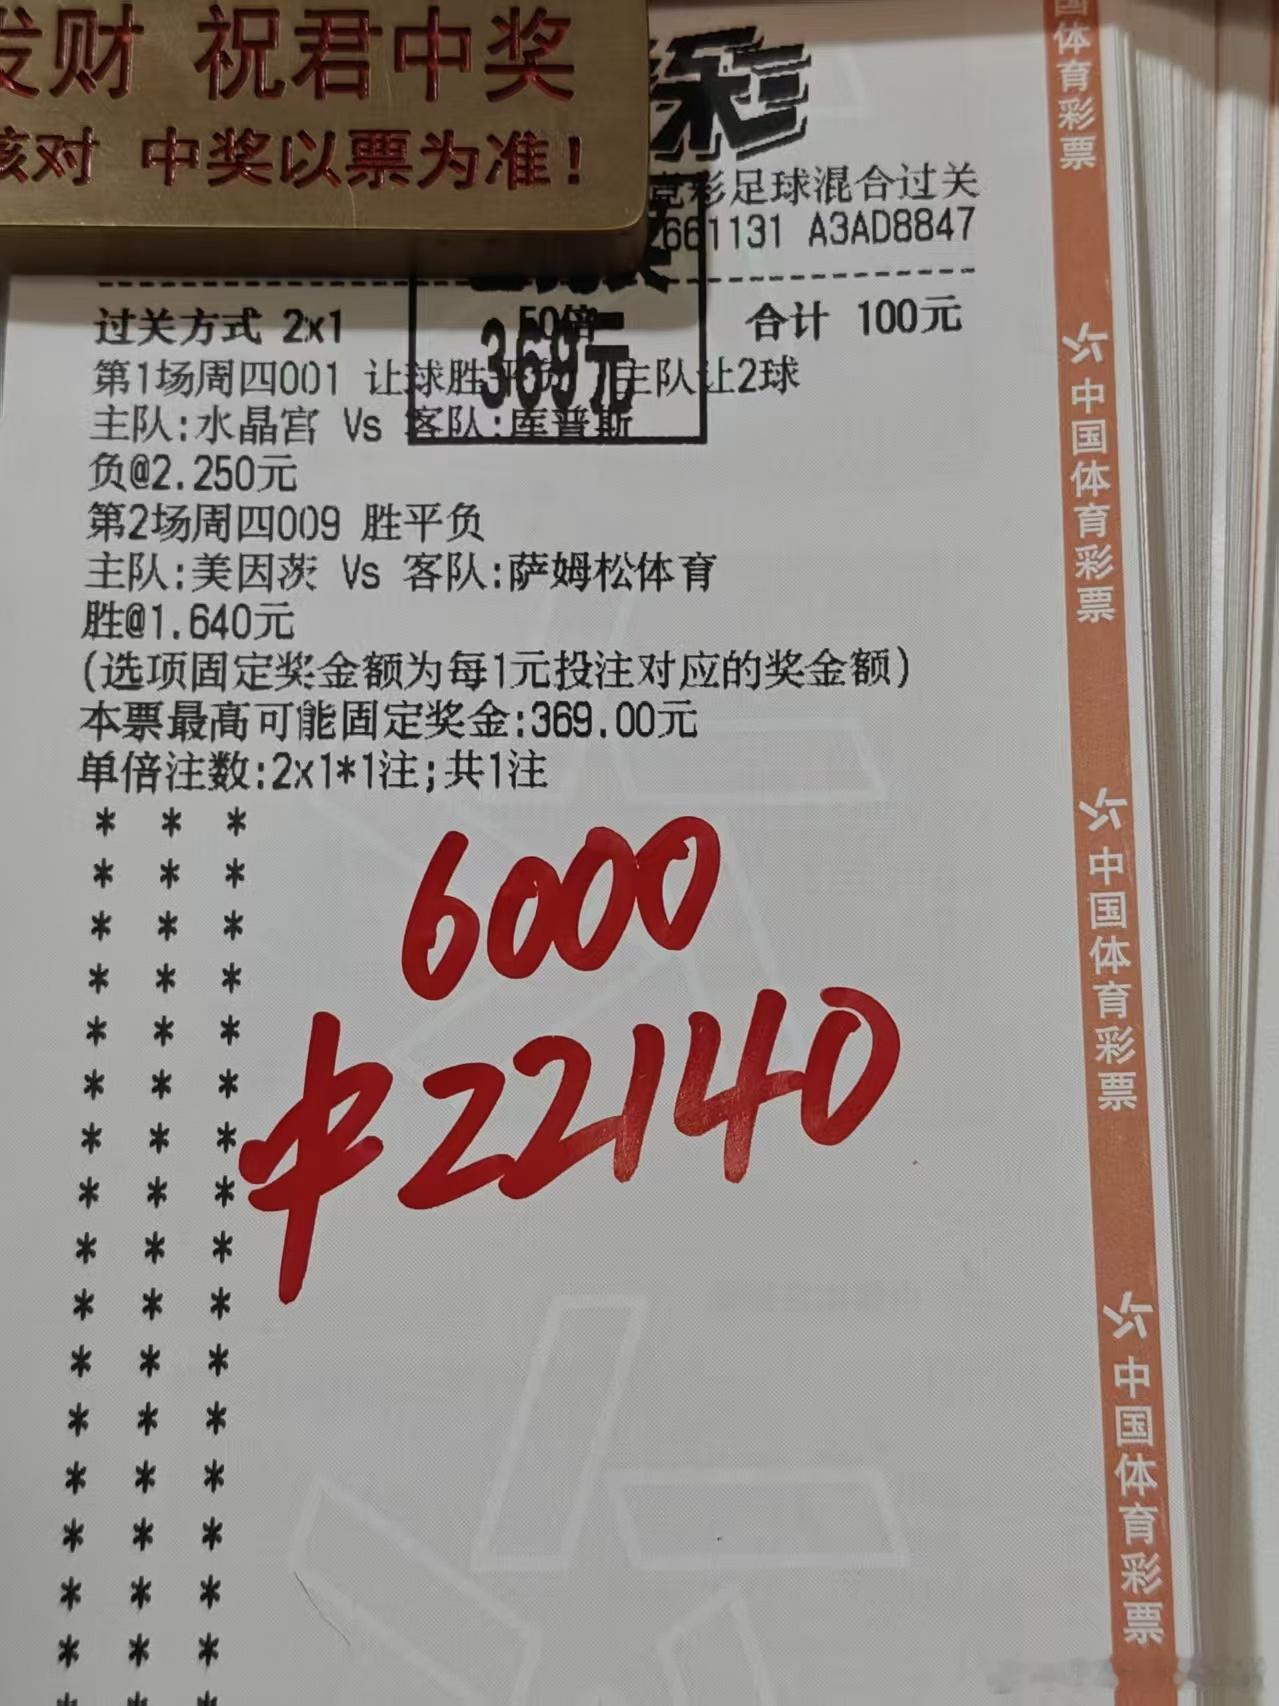 发财 祝君中奖
核对 中奖以票为准!
竞彩足球混合过关
661131 A3AD8847
369元
过关方式 2x1 50倍 合计 100元
第1场周四001 让球胜平负 主队让2球
主队:水晶宫 Vs 客队:库普斯
负@2.250元
第2场周四009 胜平负
主队:美因茨 Vs 客队:萨姆松体育
胜@1.640元
(选项固定奖金额为每1元投注对应的奖金额)
本票最高可能固定奖金:369.00元
单倍注数:2x1*1注;共1注
6000
中22140
国体育彩票
中国体育彩票
中国体育彩票
中国体育彩票